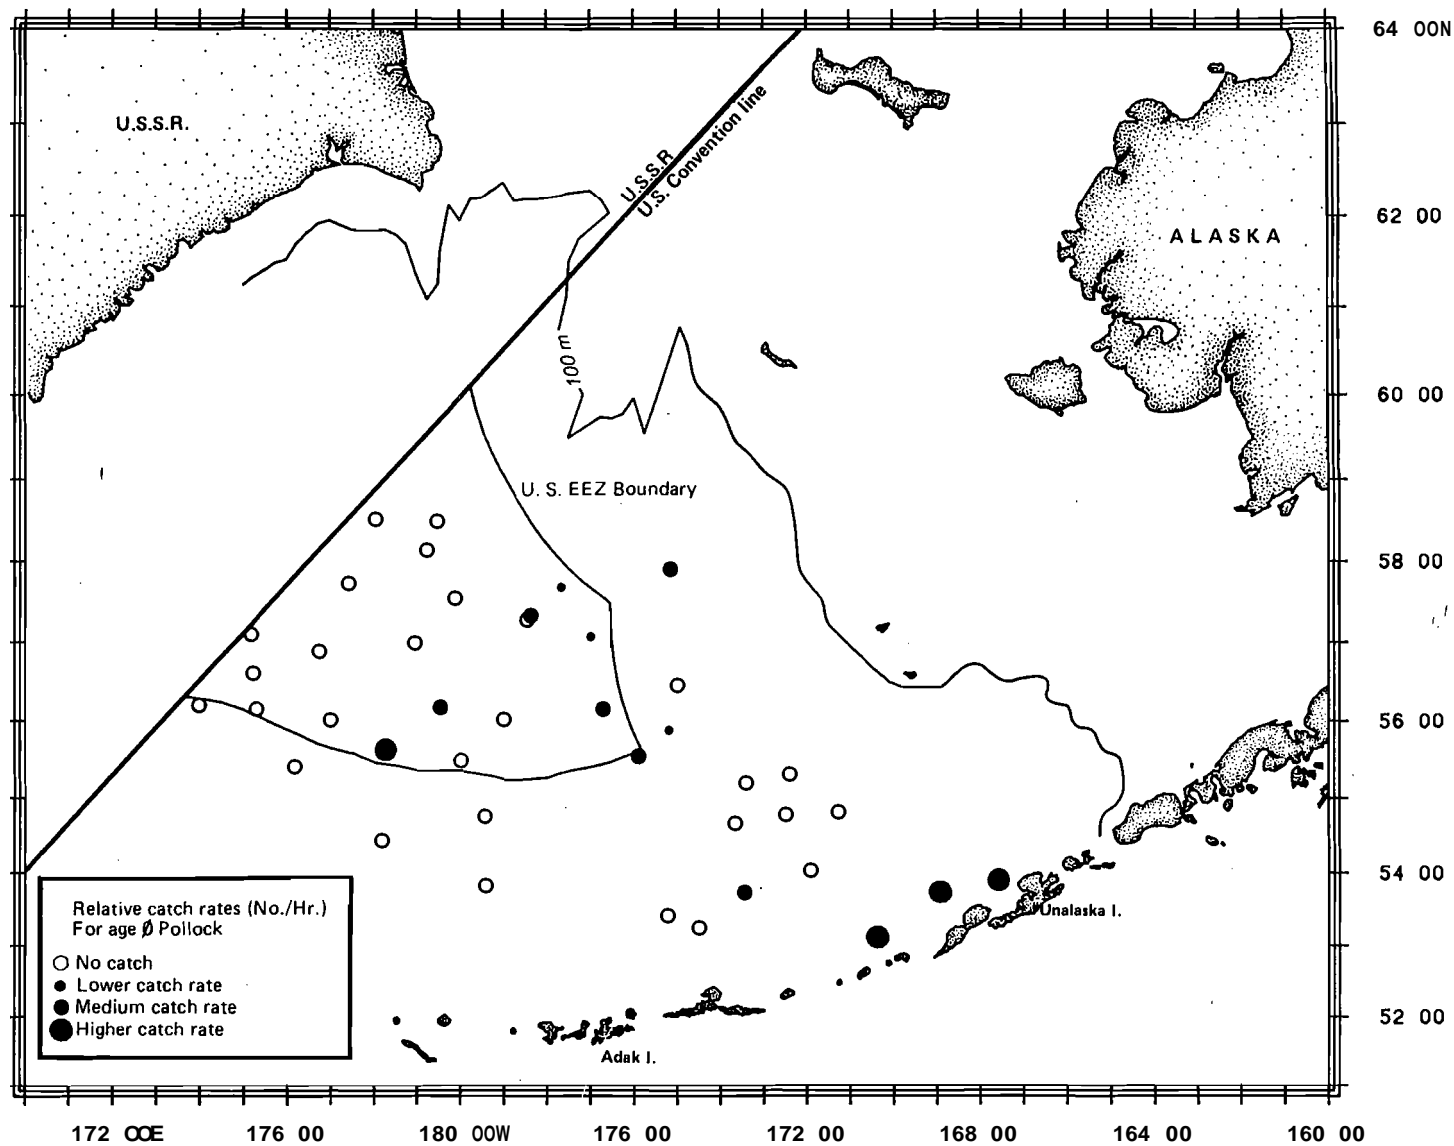 64 00N
U.S.S.R.
U.S.S.R
U.S. Convention line
62 00
ALASKA
100 m
60 00
U. S. EEZ Boundary
58 00
56 00
54 00
Relative catch rates (No./Hr.)
For age Ø Pollock
No catch
Lower catch rate
Medium catch rate
Higher catch rate
Unalaska I.
52 00
Adak I.
172 00E
176 00
180 00W
176 00
172 00
168 00
164 00
160 00